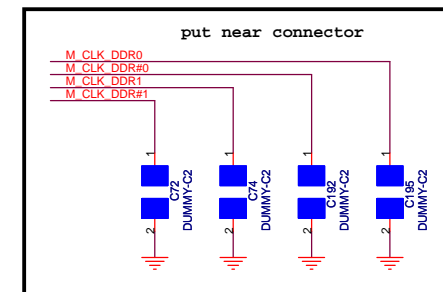 put near connector
M_CLK_DDR0
M_CLK_DDR#0
M_CLK_DDR1
M_CLK_DDR#1
1
1
1
1
C72
DUMMY-C2
C74
DUMMY-C2
C192
DUMMY-C2
C195
DUMMY-C2
2
2
2
2